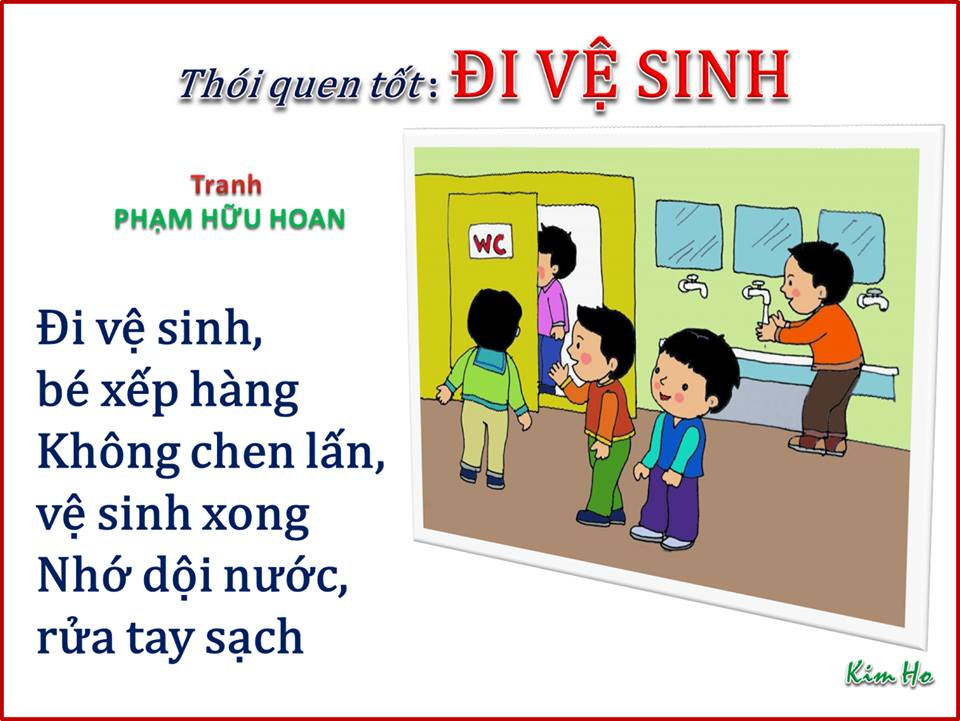 Thói quen tốt : ĐI VỆ SINH
Tranh
PHẠM HỮU HOAN
WC
Đi vệ sinh,
bé xếp hàng
Không chen lấn,
vệ sinh xong
Nhớ dội nước,
rửa tay sạch
Kim Ho